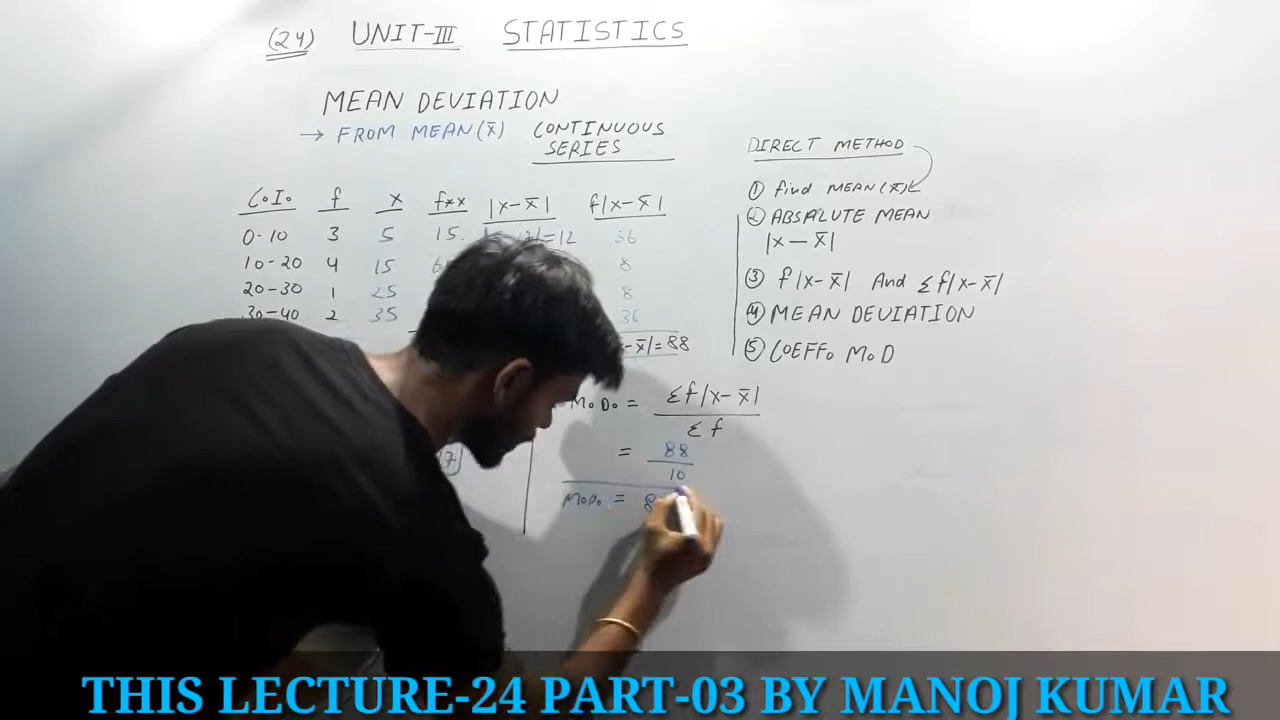 (24) UNIT-III STATISTICS
MEAN DEVIATION
→ FROM MEAN (x̄) CONTINUOUS SERIES
C.I. f x f*x |x-x̄| f|x-x̄|
0-10 3 5 15 =12 36
10-20 4 15 8
20-30 1 25 8
30-40 2 35 36
-x̄|=88
M.D. = Σf|x-x̄|
Σf
= 88
10
M.D. = 8
DIRECT METHOD
① find MEAN (x̄)
② ABSALUTE MEAN
|x-x̄|
③ f|x-x̄| And Σf|x-x̄|
④ MEAN DEVIATION
⑤ COEFF. M.D
THIS LECTURE-24 PART-03 BY MANOJ KUMAR